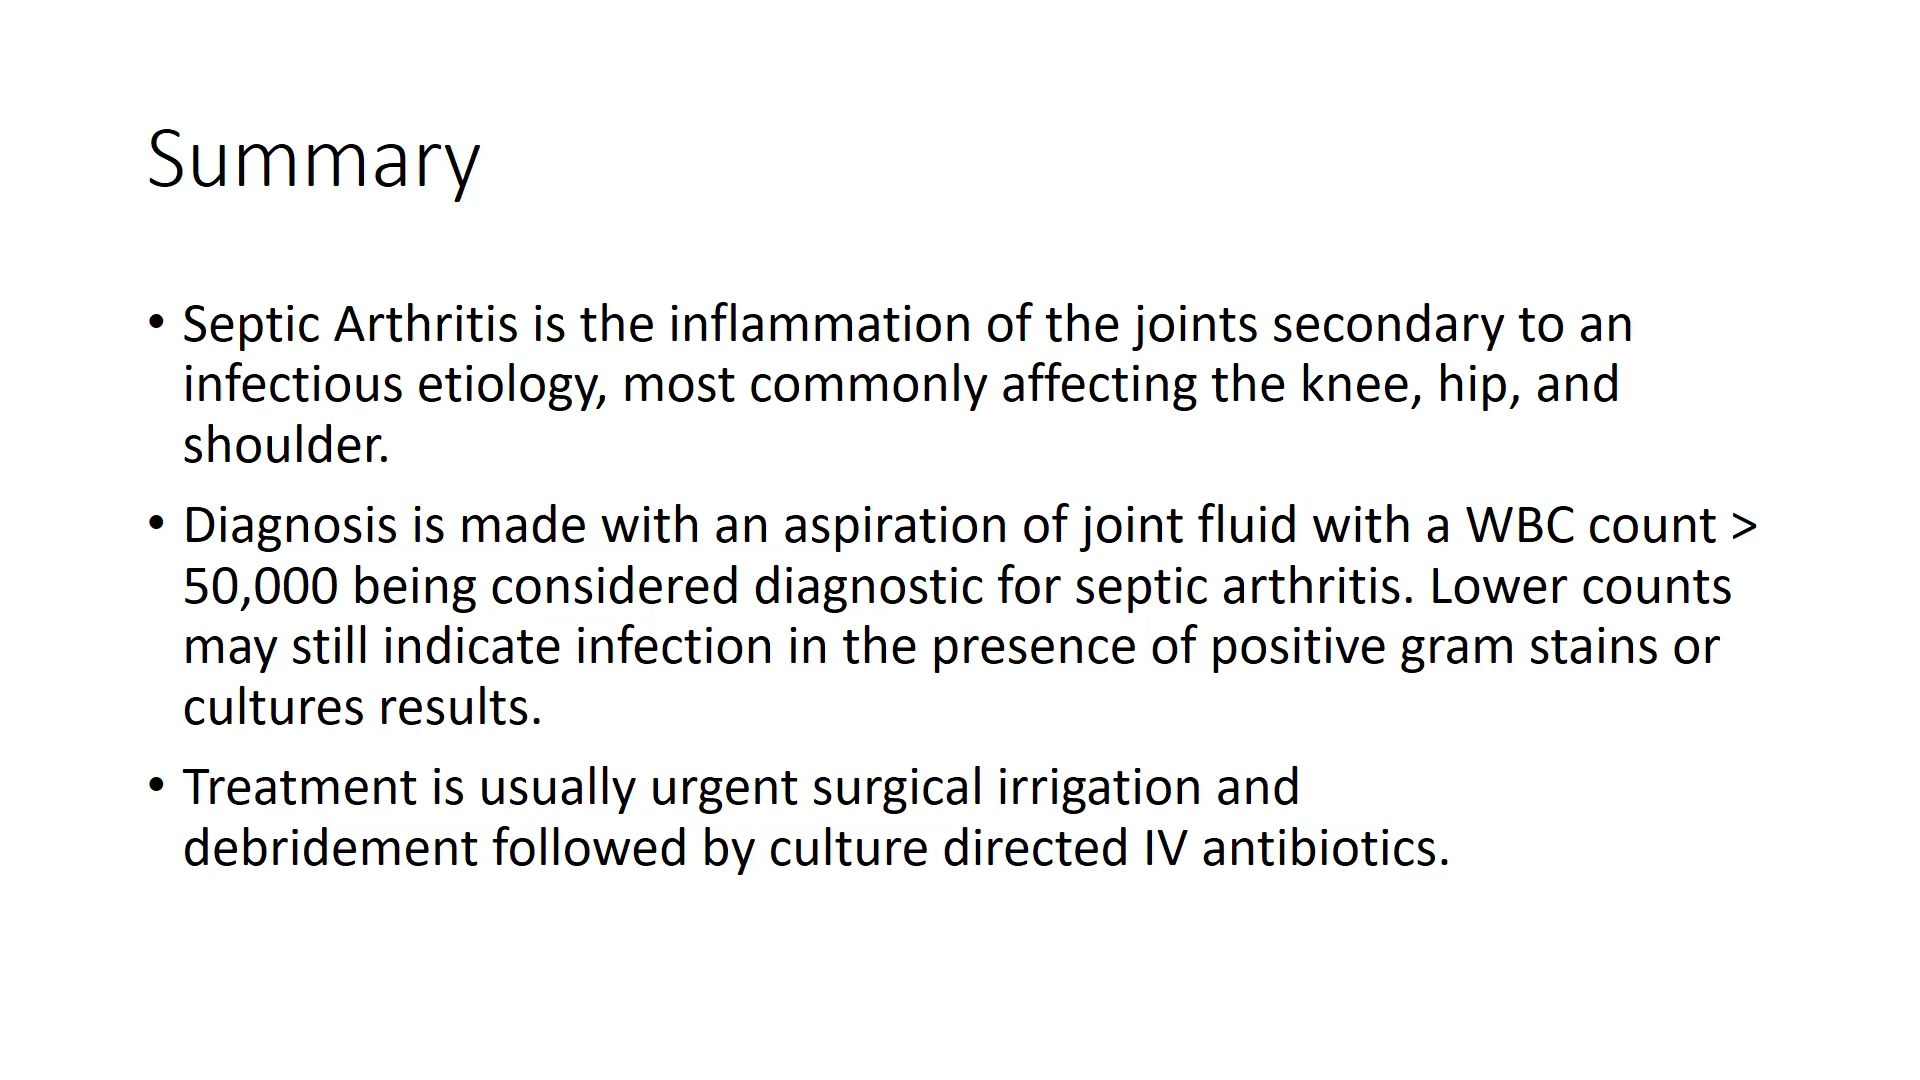 Summary
• Septic Arthritis is the inflammation of the joints secondary to an
infectious etiology, most commonly affecting the knee, hip, and
shoulder.
• Diagnosis is made with an aspiration of joint fluid with a WBC count >
50,000 being considered diagnostic for septic arthritis. Lower counts
may still indicate infection in the presence of positive gram stains or
cultures results.
• Treatment is usually urgent surgical irrigation and
debridement followed by culture directed IV antibiotics.